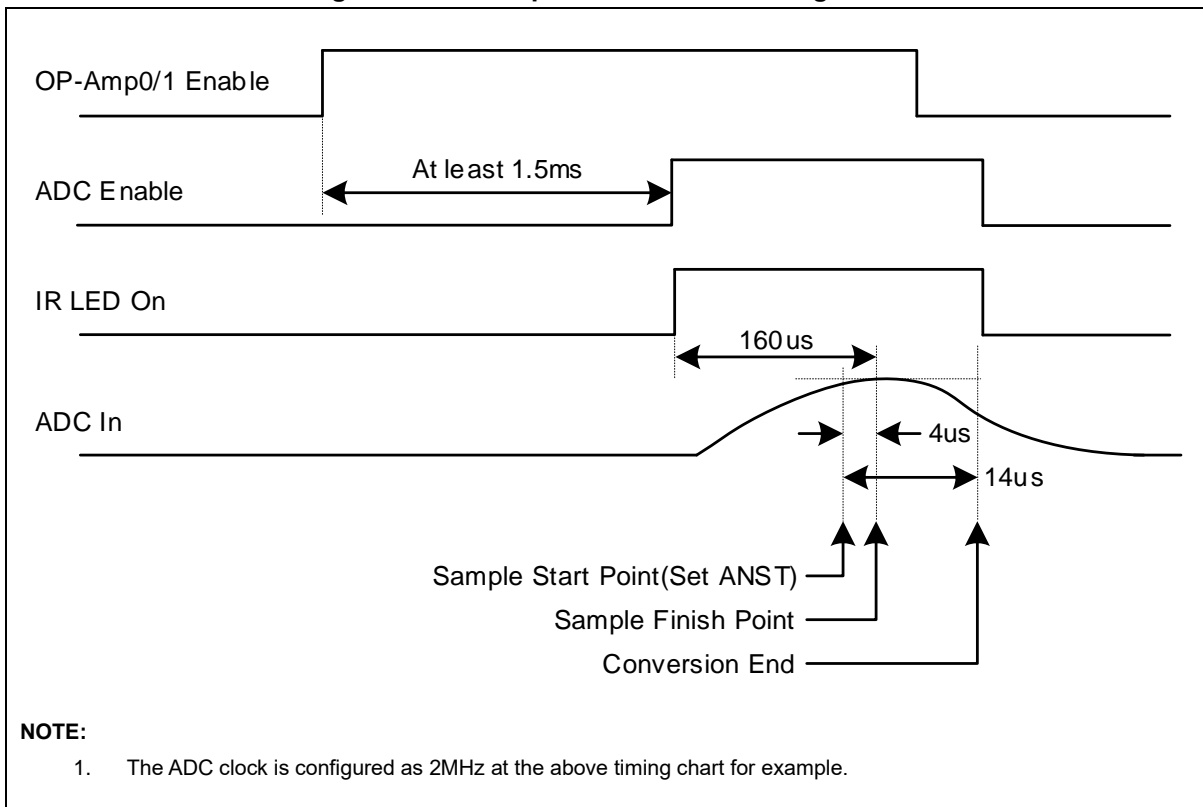 OP-Amp0/1 Enable
At least 1.5ms
ADC Enable
IR LED On
160us
ADC In
4us
14us
Sample Start Point(Set ANST)
Sample Finish Point
Conversion End
NOTE:
1. The ADC clock is configured as 2MHz at the above timing chart for example.